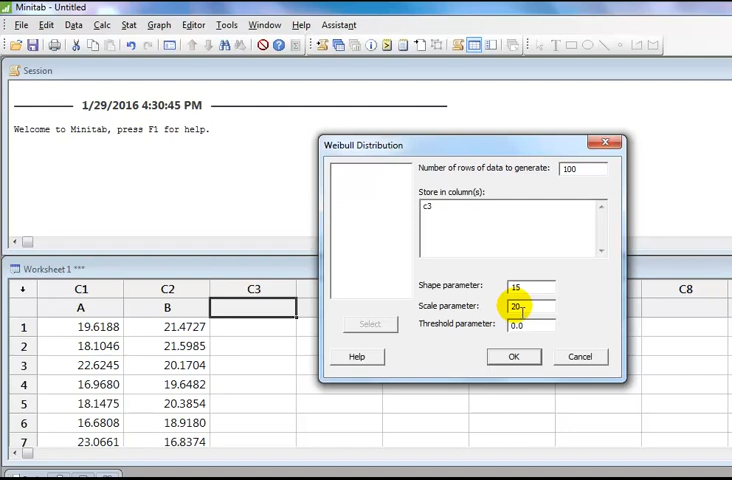 Minitab - Untitled
File Edit Data Calc Stat Graph Editor Tools Window Help Assistant
Session
1/29/2016 4:30:45 PM
Welcome to Minitab, press F1 for help.
Weibull Distribution
Number of rows of data to generate: 100
Store in column(s):
c3
Shape parameter: 15
Scale parameter: 20
Threshold parameter: 0.0
Select
Help OK Cancel
Worksheet 1 ***
C1 C2 C3 C8
A B
1 19.6188 21.4727
2 18.1046 21.5985
3 22.6245 20.1704
4 16.9680 19.6482
5 18.1475 20.3854
6 16.6808 18.9180
7 23.0661 16.8374